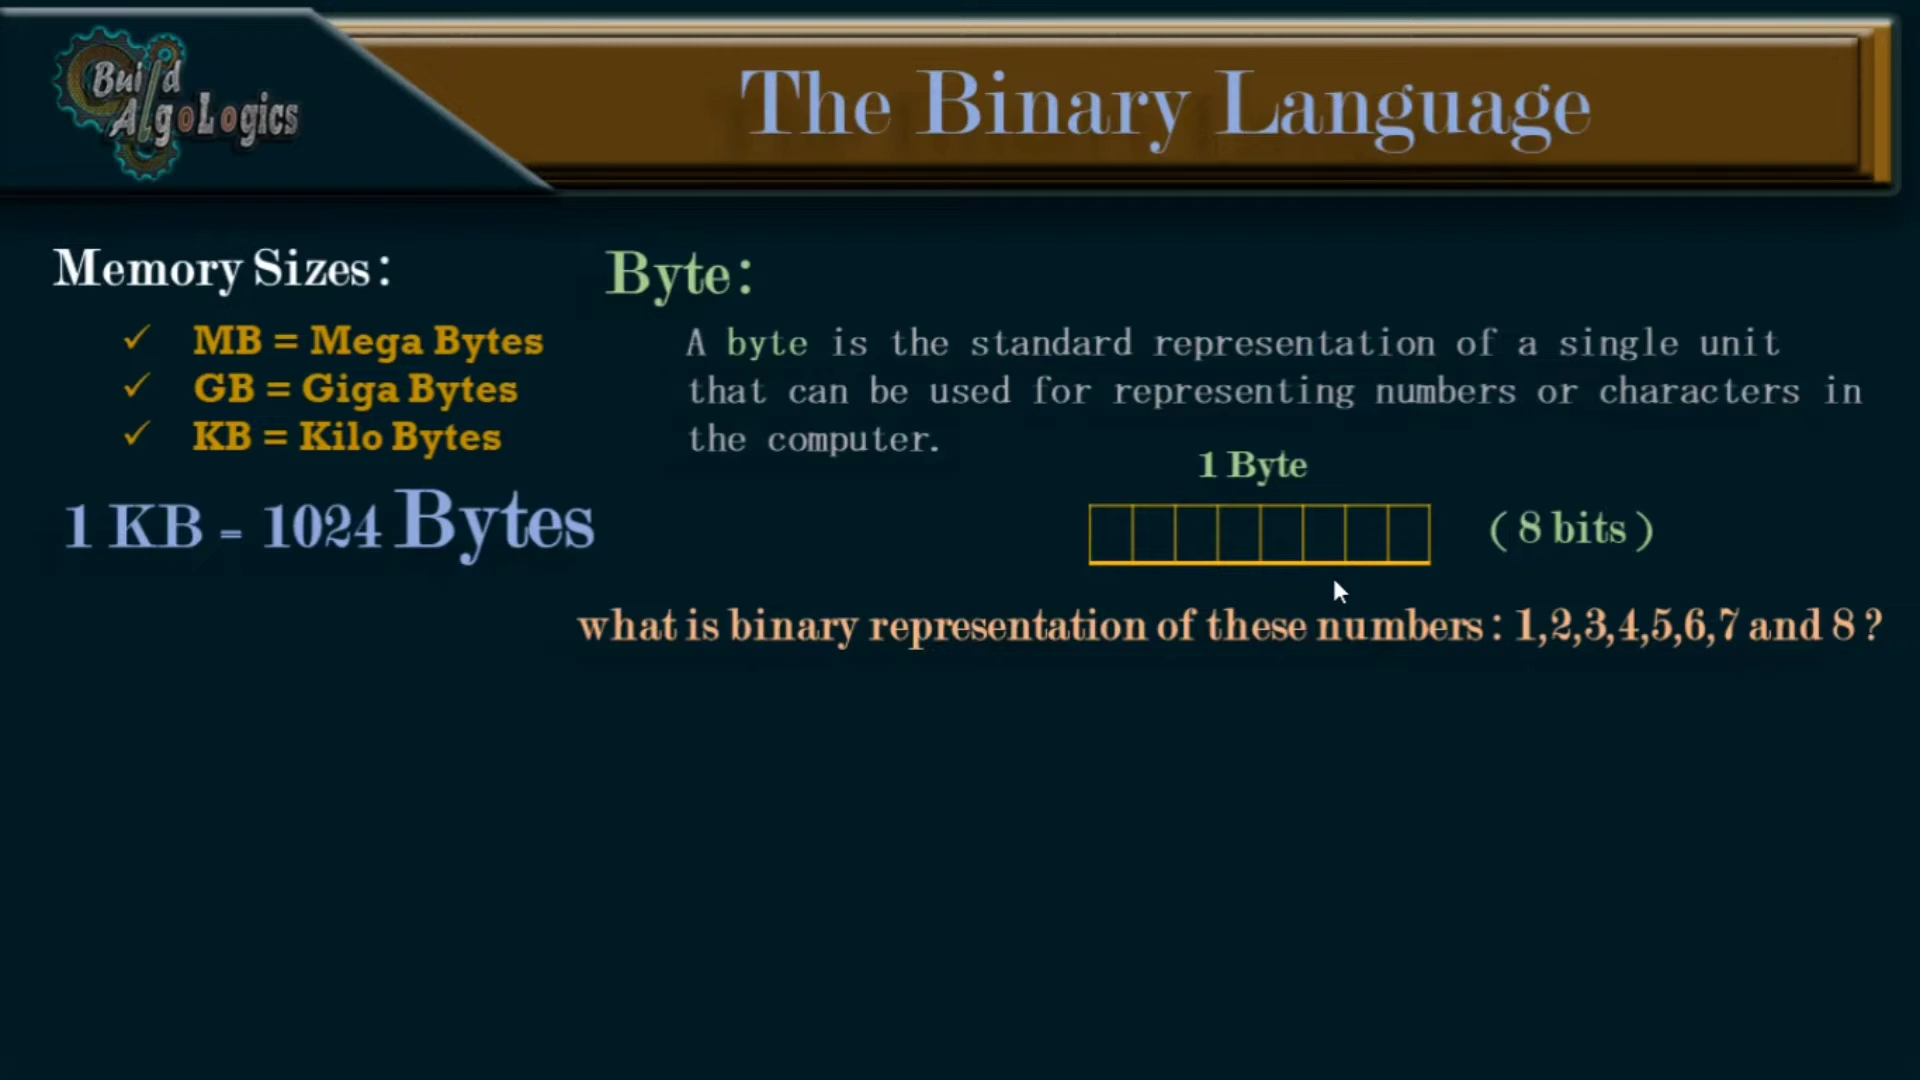 Build
AlgoLogics
The Binary Language
Memory Sizes:
✓ MB = Mega Bytes
✓ GB = Giga Bytes
✓ KB = Kilo Bytes
1 KB = 1024 Bytes
Byte:
A byte is the standard representation of a single unit
that can be used for representing numbers or characters in
the computer.
1 Byte
( 8 bits )
what is binary representation of these numbers : 1,2,3,4,5,6,7 and 8 ?